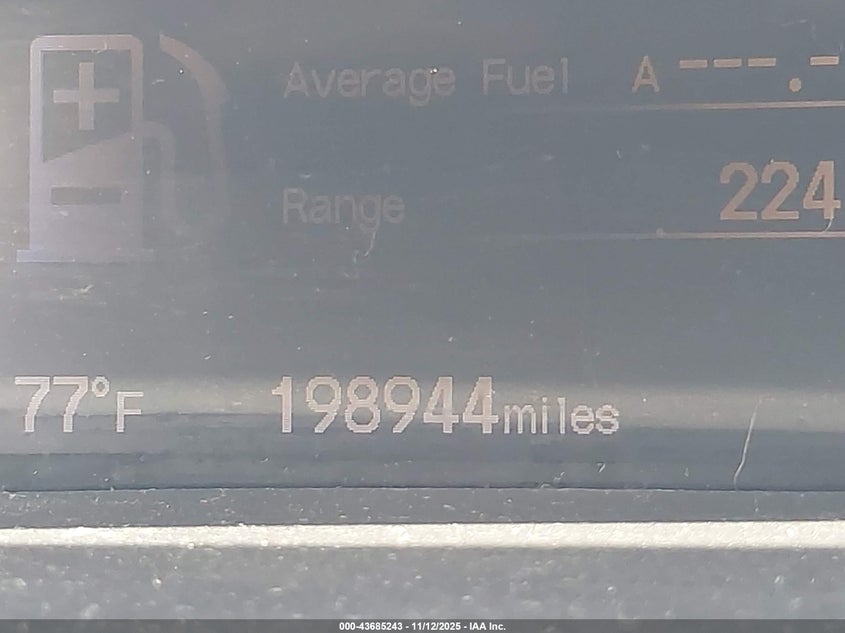 Average Fuel A ---.-
Range 224
77°F 198944miles
000-43685243 - 11/12/2025 - IAA Inc.